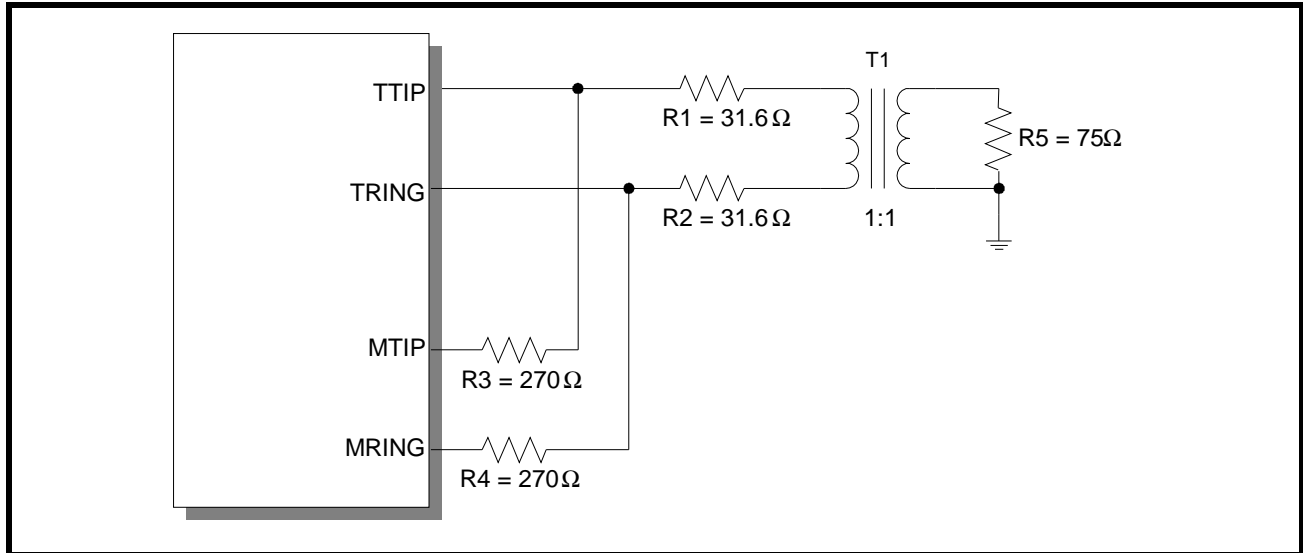 T1
TTIP
R1 = 31.6Ω
R5 = 75Ω
TRING
R2 = 31.6Ω
1:1
MTIP
R3 = 270Ω
MRING
R4 = 270Ω